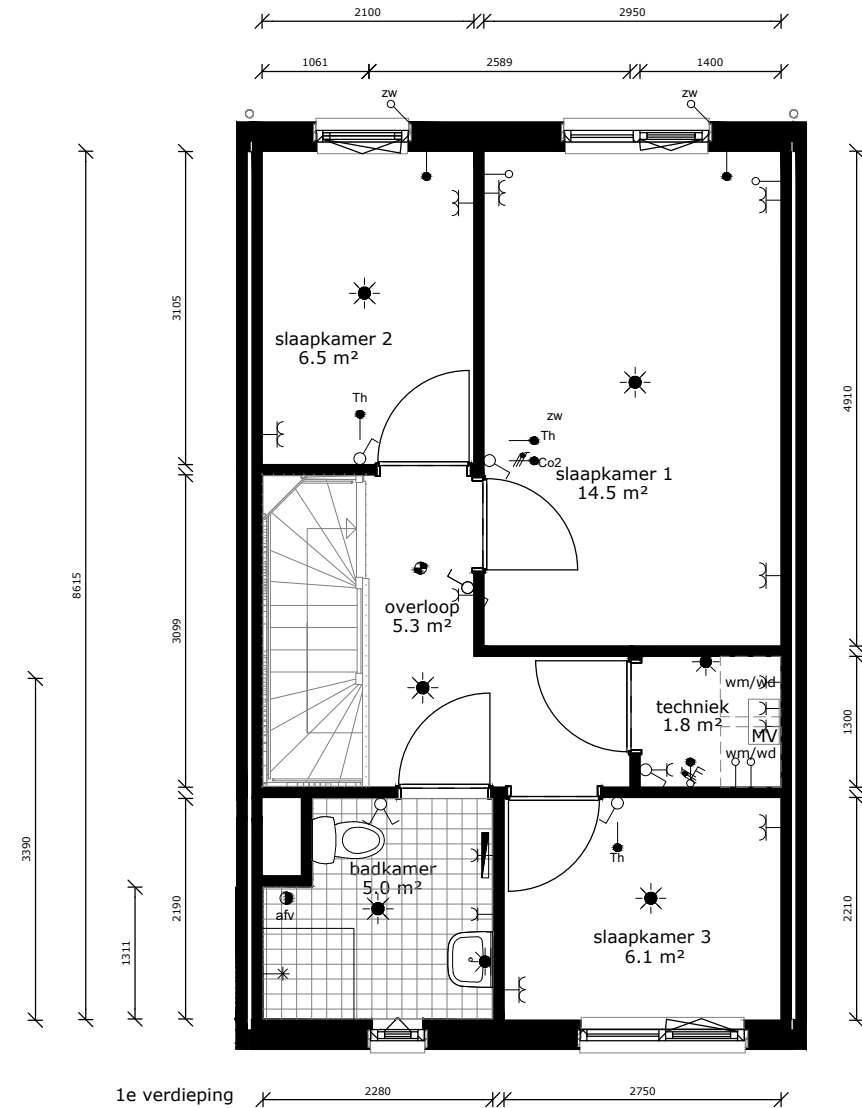 2100
2950
1061
2589
1400
zw
zw
3105
4910
slaapkamer 2
6.5 m²
Th
zw
Th
Co2
slaapkamer 1
14.5 m²
8615
3099
overloop
5.3 m²
wm/wd
techniek
1.8 m²
MV
wm/wd
1300
3390
2190
1311
badkamer
5.0 m²
afv
Th
slaapkamer 3
6.1 m²
2210
1e verdieping
2280
2750